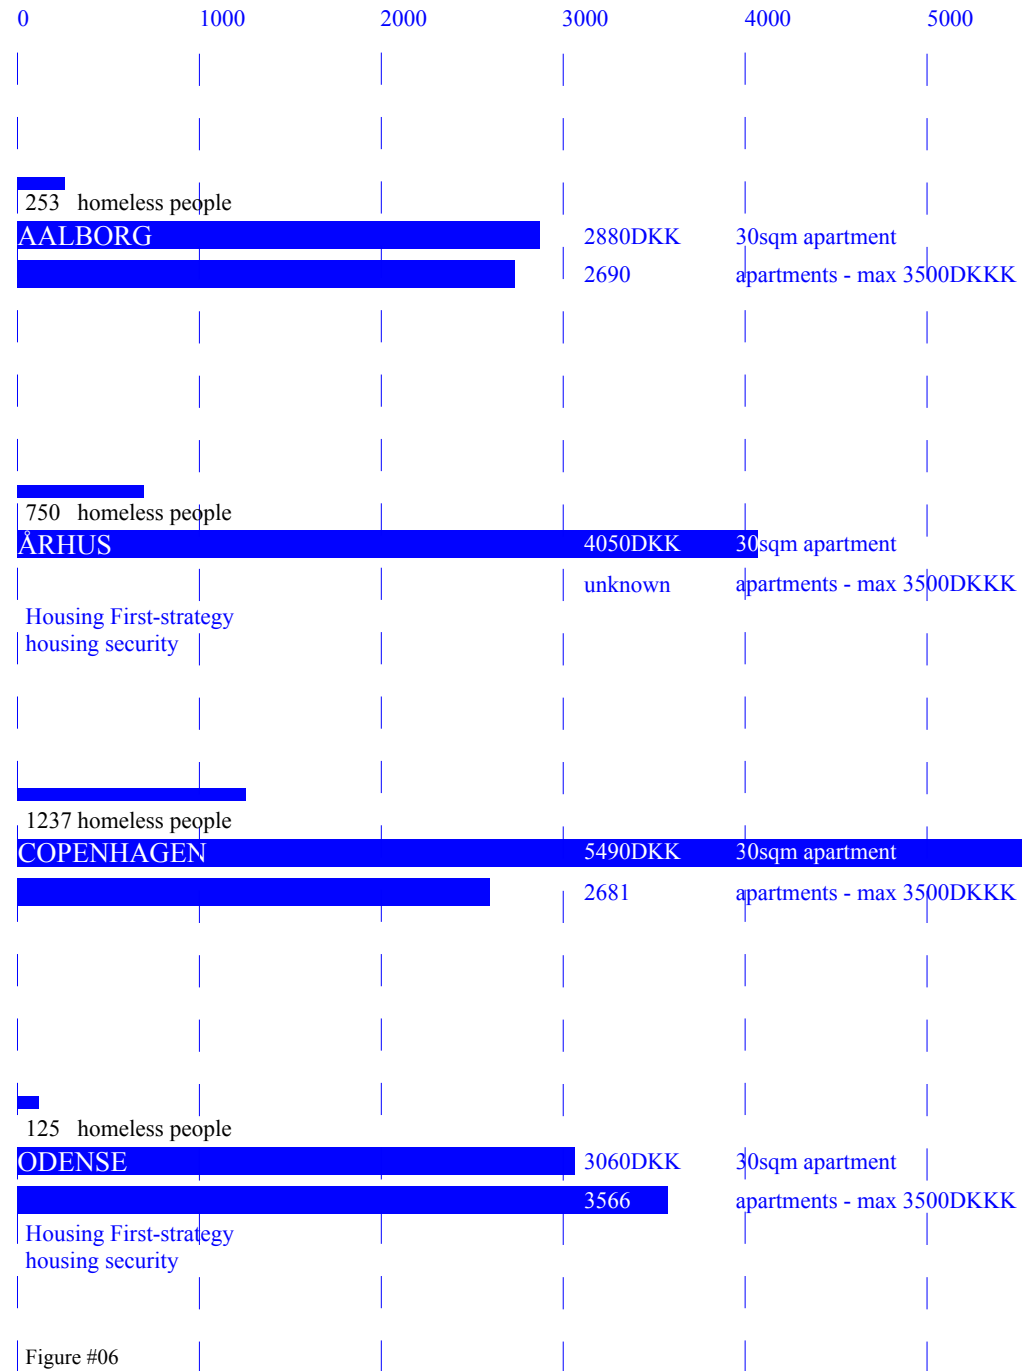 0 1000 2000 3000 4000 5000
253 homeless people
AALBORG 2880DKK 30sqm apartment
2690 apartments - max 3500DKKK
750 homeless people
ÅRHUS 4050DKK 30sqm apartment
unknown apartments - max 3500DKKK
Housing First-strategy
housing security
1237 homeless people
COPENHAGEN 5490DKK 30sqm apartment
2681 apartments - max 3500DKKK
125 homeless people
ODENSE 3060DKK 30sqm apartment
3566 apartments - max 3500DKKK
Housing First-strategy
housing security
Figure #06